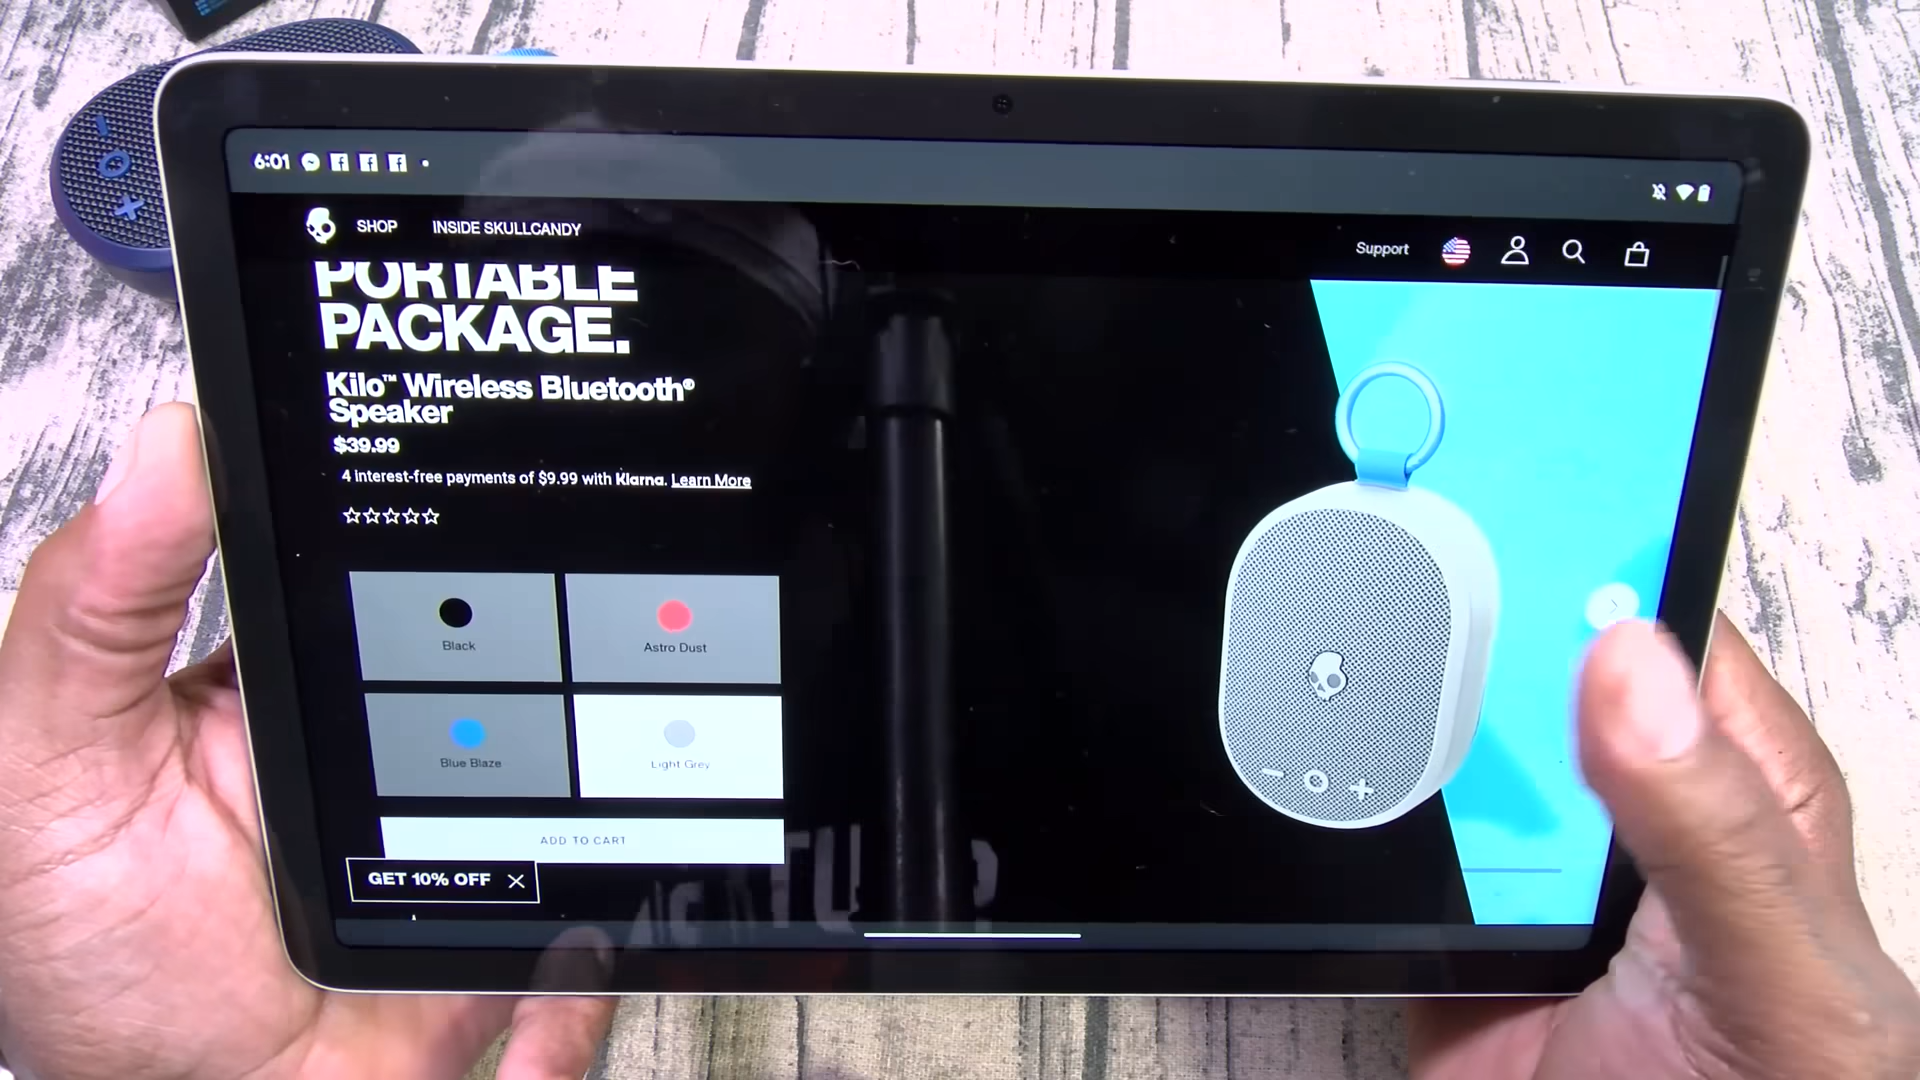 6:01
SHOP INSIDE SKULLCANDY
Support
PORTABLE
PACKAGE.
Kilo™ Wireless Bluetooth®
Speaker
$39.99
4 interest-free payments of $9.99 with Klarna. Learn More
Black
Astro Dust
Blue Blaze
Light Grey
ADD TO CART
GET 10% OFF